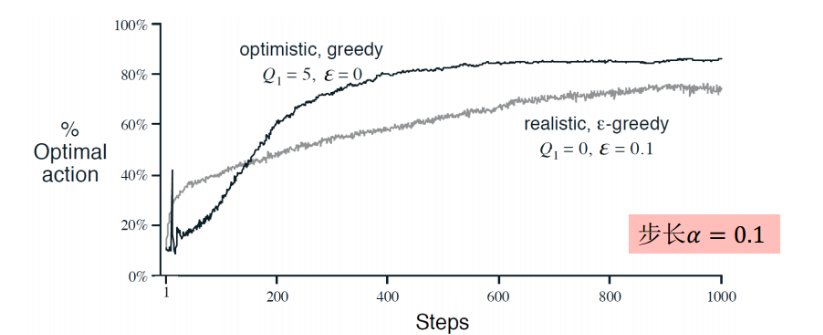 100%
80%
60%
40%
20%
0%
% 
Optimal
action
optimistic, greedy
Q₁ = 5, ε = 0
realistic, ε-greedy
Q₁ = 0, ε = 0.1
步长α = 0.1
1
200
400
600
800
1000
Steps